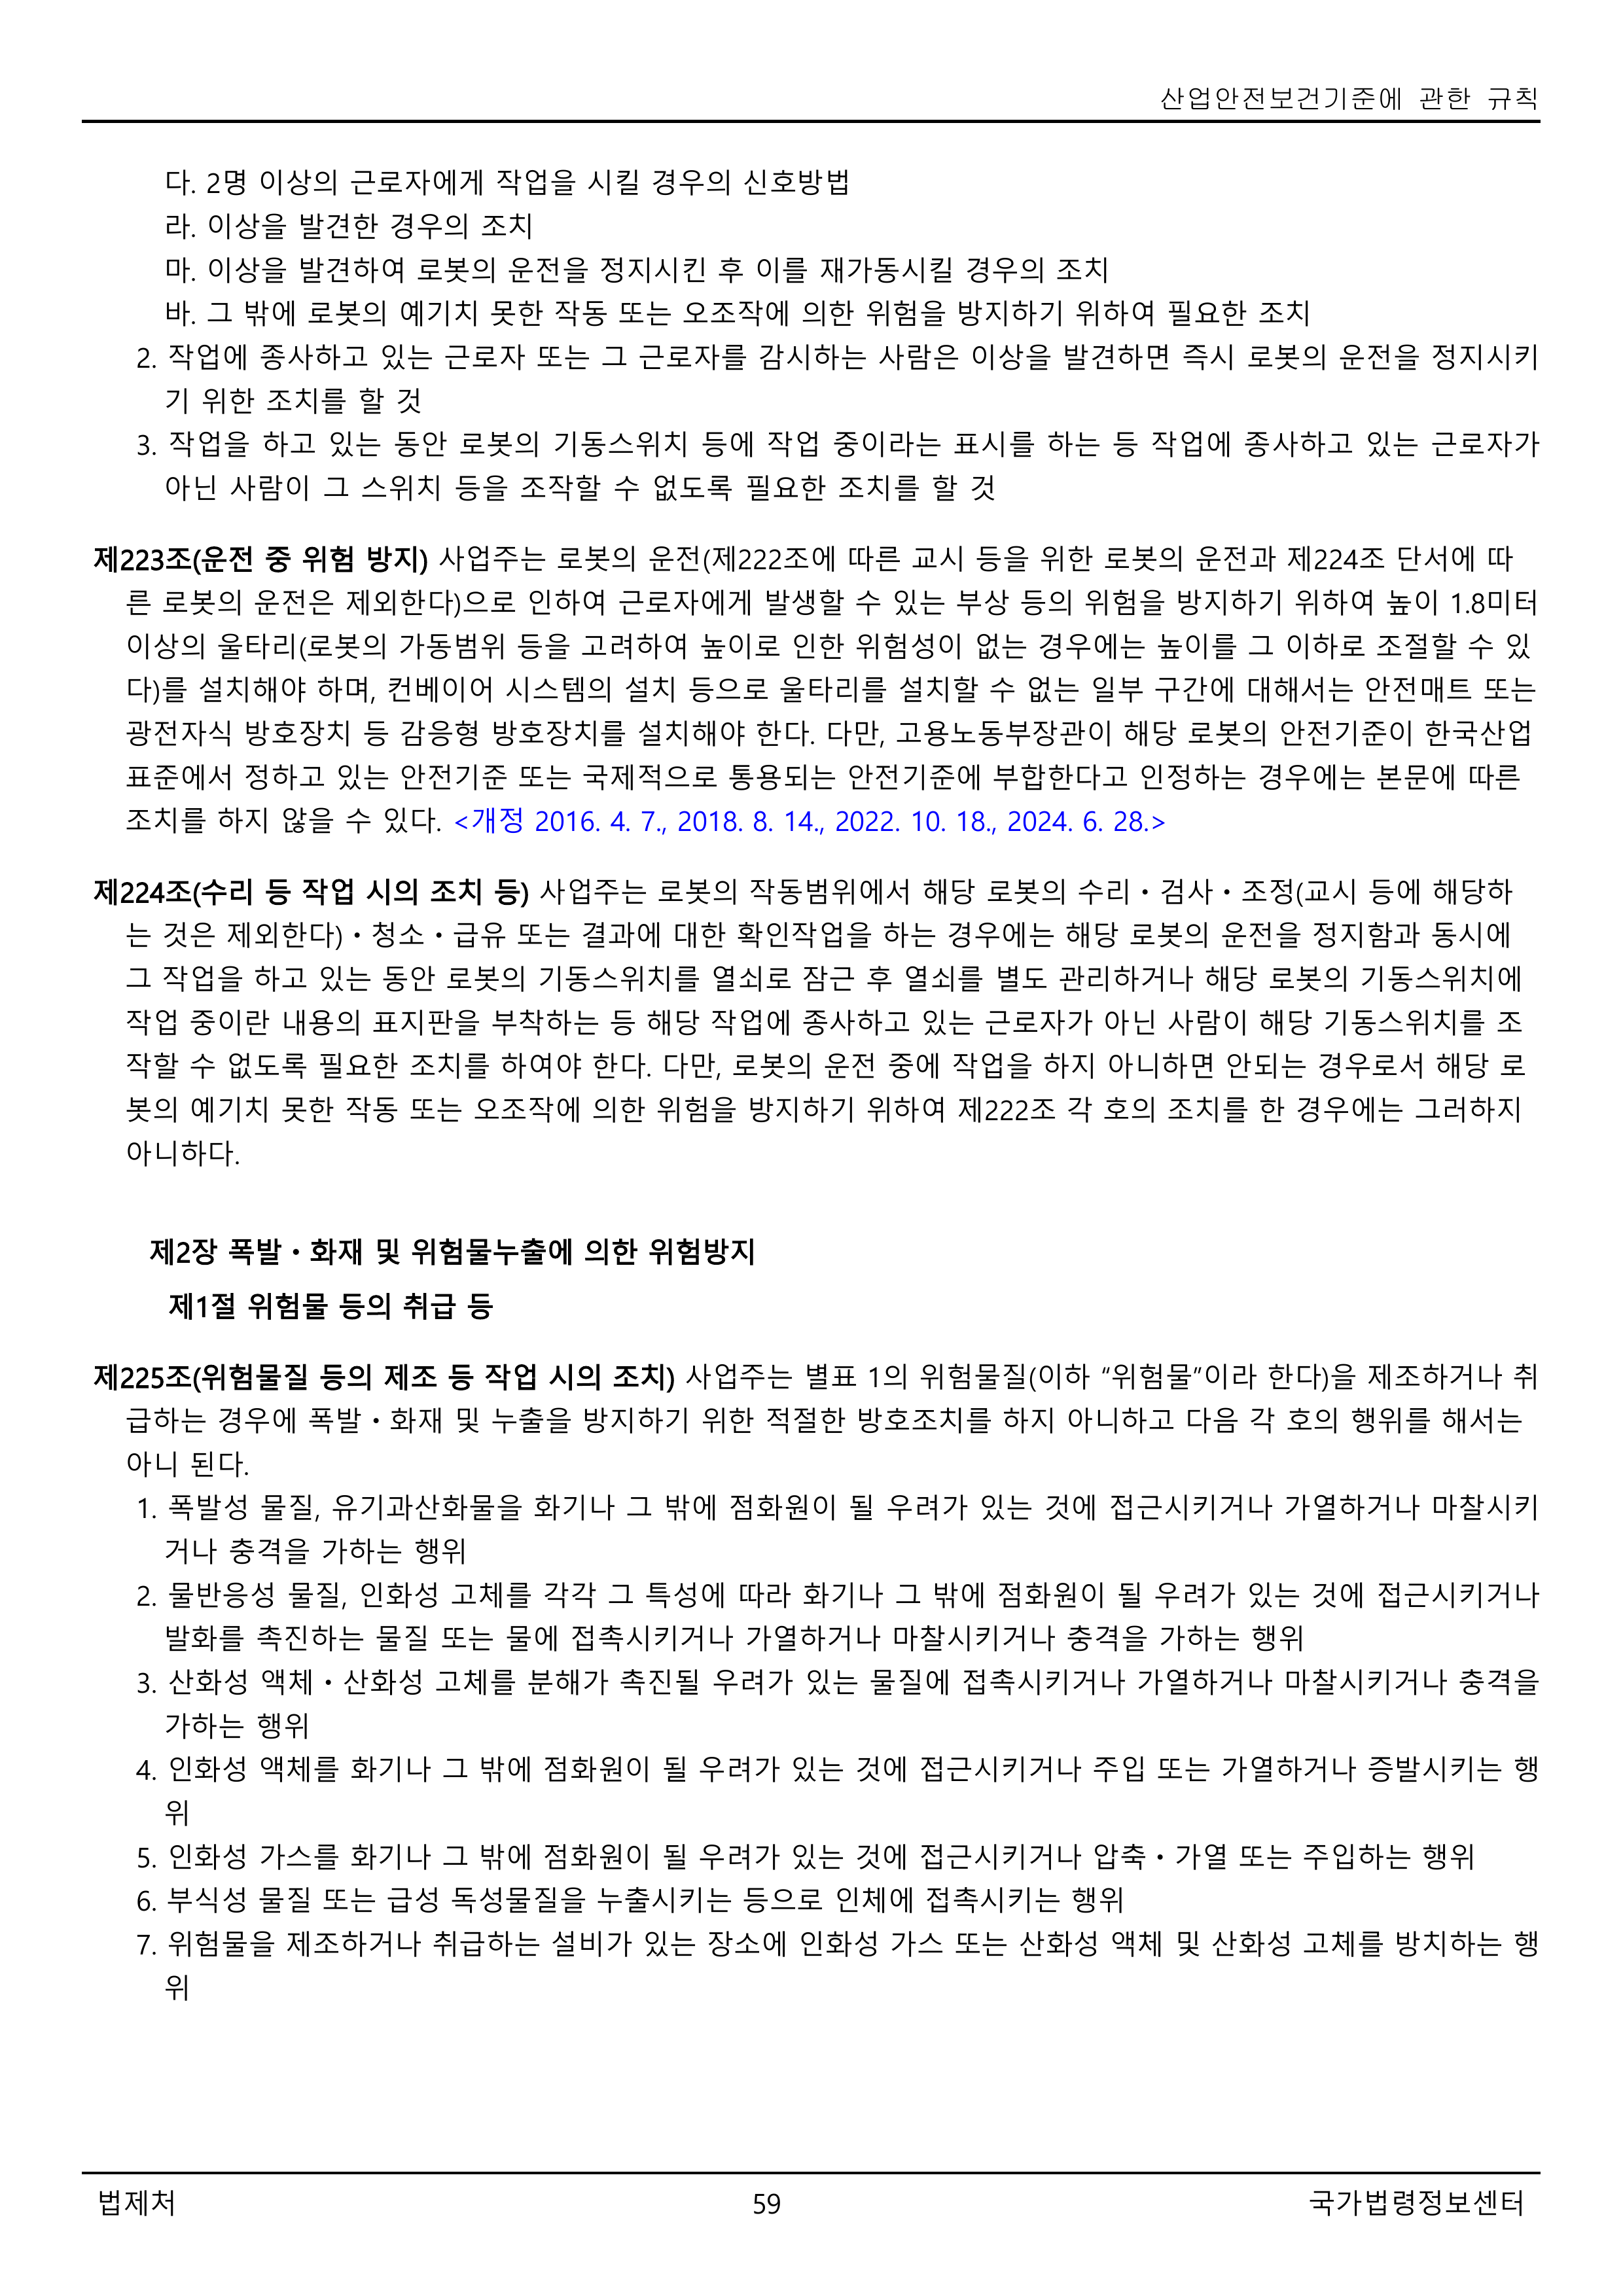 산업안전보건기준에 관한 규칙
다. 2명 이상의 근로자에게 작업을 시킬 경우의 신호방법
라. 이상을 발견한 경우의 조치
마. 이상을 발견하여 로봇의 운전을 정지시킨 후 이를 재가동시킬 경우의 조치
바. 그 밖에 로봇의 예기치 못한 작동 또는 오조작에 의한 위험을 방지하기 위하여 필요한 조치
2. 작업에 종사하고 있는 근로자 또는 그 근로자를 감시하는 사람은 이상을 발견하면 즉시 로봇의 운전을 정지시키
기 위한 조치를 할 것
3. 작업을 하고 있는 동안 로봇의 기동스위치 등에 작업 중이라는 표시를 하는 등 작업에 종사하고 있는 근로자가
아닌 사람이 그 스위치 등을 조작할 수 없도록 필요한 조치를 할 것
제223조(운전 중 위험 방지) 사업주는 로봇의 운전(제222조에 따른 교시 등을 위한 로봇의 운전과 제224조 단서에 따
른 로봇의 운전은 제외한다)으로 인하여 근로자에게 발생할 수 있는 부상 등의 위험을 방지하기 위하여 높이 1.8미터
이상의 울타리(로봇의 가동범위 등을 고려하여 높이로 인한 위험성이 없는 경우에는 높이를 그 이하로 조절할 수 있
다)를 설치해야 하며, 컨베이어 시스템의 설치 등으로 울타리를 설치할 수 없는 일부 구간에 대해서는 안전매트 또는
광전자식 방호장치 등 감응형 방호장치를 설치해야 한다. 다만, 고용노동부장관이 해당 로봇의 안전기준이 한국산업
표준에서 정하고 있는 안전기준 또는 국제적으로 통용되는 안전기준에 부합한다고 인정하는 경우에는 본문에 따른
조치를 하지 않을 수 있다. <개정 2016. 4. 7., 2018. 8. 14., 2022. 10. 18., 2024. 6. 28.>
제224조(수리 등 작업 시의 조치 등) 사업주는 로봇의 작동범위에서 해당 로봇의 수리ㆍ검사ㆍ조정(교시 등에 해당하
는 것은 제외한다)ㆍ청소ㆍ급유 또는 결과에 대한 확인작업을 하는 경우에는 해당 로봇의 운전을 정지함과 동시에
그 작업을 하고 있는 동안 로봇의 기동스위치를 열쇠로 잠근 후 열쇠를 별도 관리하거나 해당 로봇의 기동스위치에
작업 중이란 내용의 표지판을 부착하는 등 해당 작업에 종사하고 있는 근로자가 아닌 사람이 해당 기동스위치를 조
작할 수 없도록 필요한 조치를 하여야 한다. 다만, 로봇의 운전 중에 작업을 하지 아니하면 안되는 경우로서 해당 로
봇의 예기치 못한 작동 또는 오조작에 의한 위험을 방지하기 위하여 제222조 각 호의 조치를 한 경우에는 그러하지
아니하다.
제2장 폭발ㆍ화재 및 위험물누출에 의한 위험방지
제1절 위험물 등의 취급 등
제225조(위험물질 등의 제조 등 작업 시의 조치) 사업주는 별표 1의 위험물질(이하 “위험물”이라 한다)을 제조하거나 취
급하는 경우에 폭발ㆍ화재 및 누출을 방지하기 위한 적절한 방호조치를 하지 아니하고 다음 각 호의 행위를 해서는
아니 된다.
1. 폭발성 물질, 유기과산화물을 화기나 그 밖에 점화원이 될 우려가 있는 것에 접근시키거나 가열하거나 마찰시키
거나 충격을 가하는 행위
2. 물반응성 물질, 인화성 고체를 각각 그 특성에 따라 화기나 그 밖에 점화원이 될 우려가 있는 것에 접근시키거나
발화를 촉진하는 물질 또는 물에 접촉시키거나 가열하거나 마찰시키거나 충격을 가하는 행위
3. 산화성 액체ㆍ산화성 고체를 분해가 촉진될 우려가 있는 물질에 접촉시키거나 가열하거나 마찰시키거나 충격을
가하는 행위
4. 인화성 액체를 화기나 그 밖에 점화원이 될 우려가 있는 것에 접근시키거나 주입 또는 가열하거나 증발시키는 행
위
5. 인화성 가스를 화기나 그 밖에 점화원이 될 우려가 있는 것에 접근시키거나 압축ㆍ가열 또는 주입하는 행위
6. 부식성 물질 또는 급성 독성물질을 누출시키는 등으로 인체에 접촉시키는 행위
7. 위험물을 제조하거나 취급하는 설비가 있는 장소에 인화성 가스 또는 산화성 액체 및 산화성 고체를 방치하는 행
위
법제처
59
국가법령정보센터